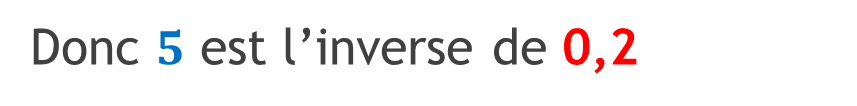 Donc 5 est l’inverse de 0,2